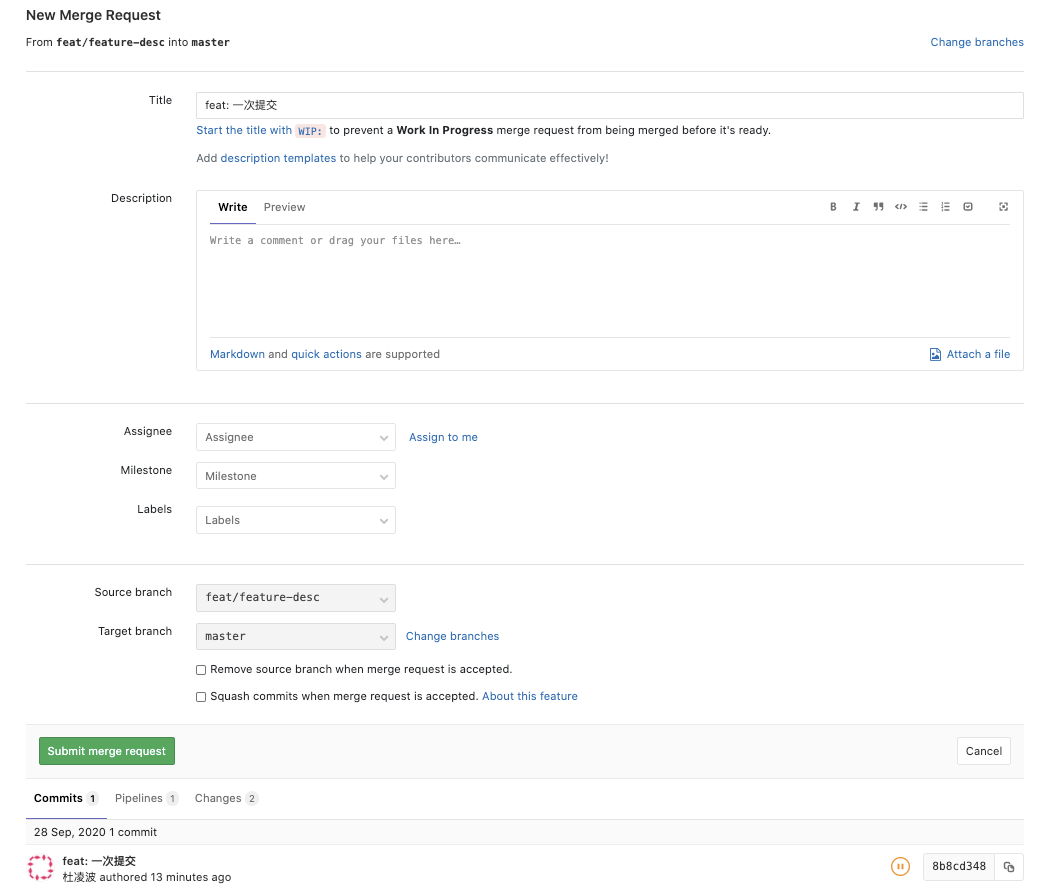 New Merge Request
From feat/feature-desc into master
Change branches
Title
feat: 一次提交
Start the title with WIP: to prevent a Work In Progress merge request from being merged before it's ready.
Add description templates to help your contributors communicate effectively!
Description
Write Preview
Write a comment or drag your files here…
Markdown and quick actions are supported
Attach a file
Assignee
Assignee
Assign to me
Milestone
Milestone
Labels
Labels
Source branch
feat/feature-desc
Target branch
master
Change branches
Remove source branch when merge request is accepted.
Squash commits when merge request is accepted. About this feature
Submit merge request
Cancel
Commits 1 Pipelines 1 Changes 2
28 Sep, 2020 1 commit
feat: 一次提交
杜凌波 authored 13 minutes ago
8b8cd348